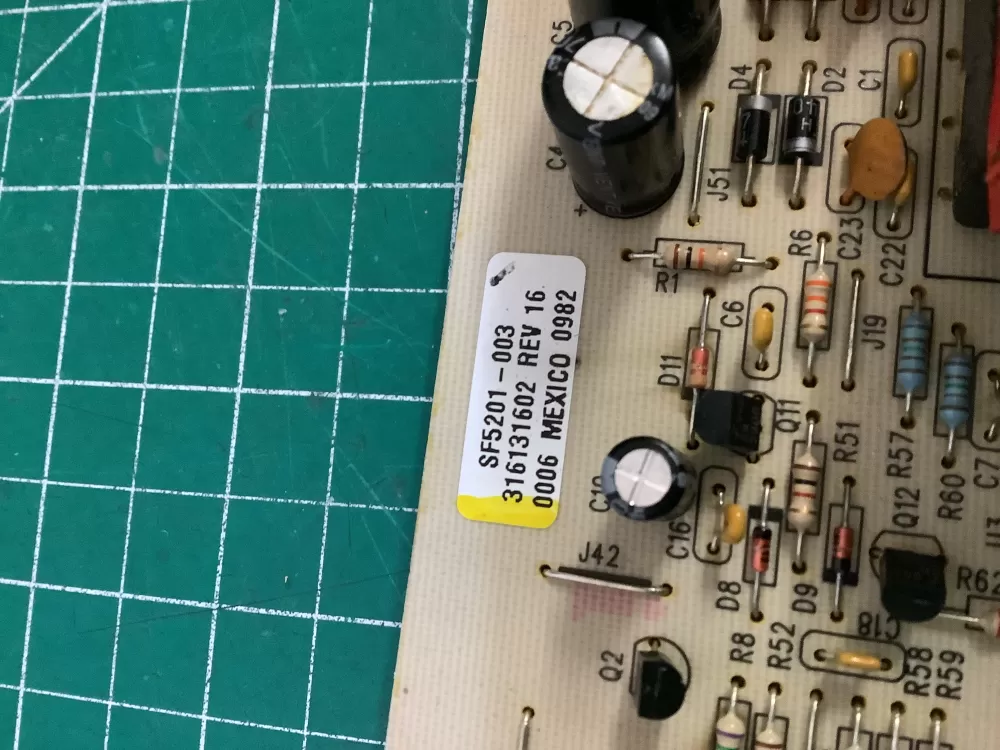 SF5201-003
316131602 REV 16
0006 MEXICO 0982
C5
C4
+
D4
D2
C1
J51
C23
C22
R1
R6
C6
J19
D11
Q11
R51
R57
R60
C7
C16
Q12
J42
D8
D9
R62
C18
Q2
R8
R52
R58
R59